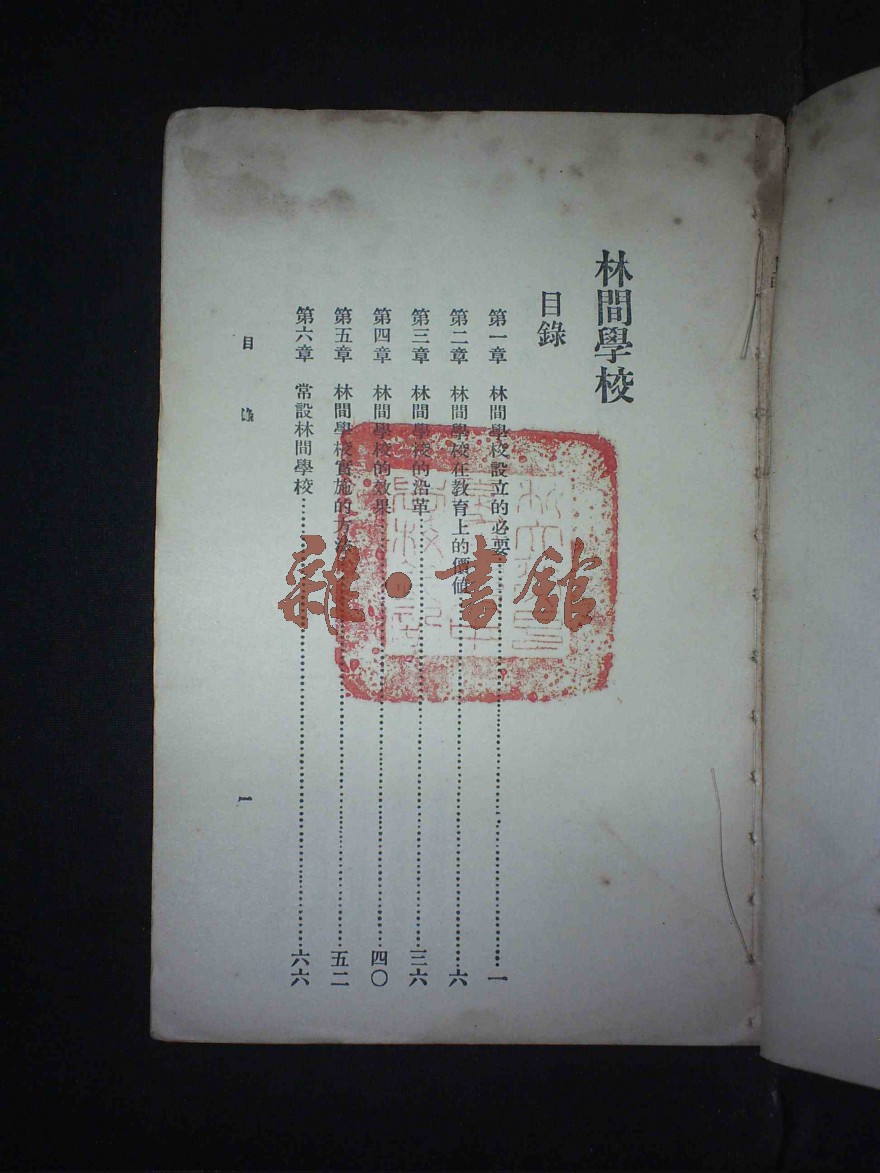 林間學校
目錄
第一章 林間學校設立的必要……一
第二章 林間學校在教育上的價値……六
第三章 林間學校的沿革……三六
第四章 林間學校的效果……四〇
第五章 林間學校實施的方法……五二
第六章 常設林間學校……六六
目錄 一
雜·書館